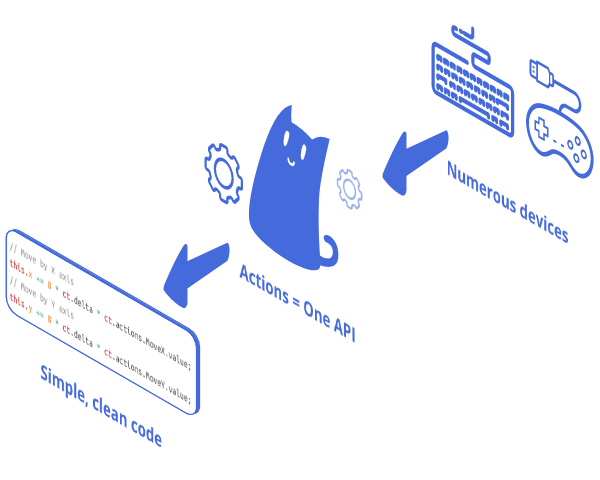 Numerous devices
Actions = One API
// Move by X axis
this.x += 8 * ct.delta * ct.actions.MoveX.value;
// Move by Y axis
this.y += 8 * ct.delta * ct.actions.MoveY.value;
Simple, clean code